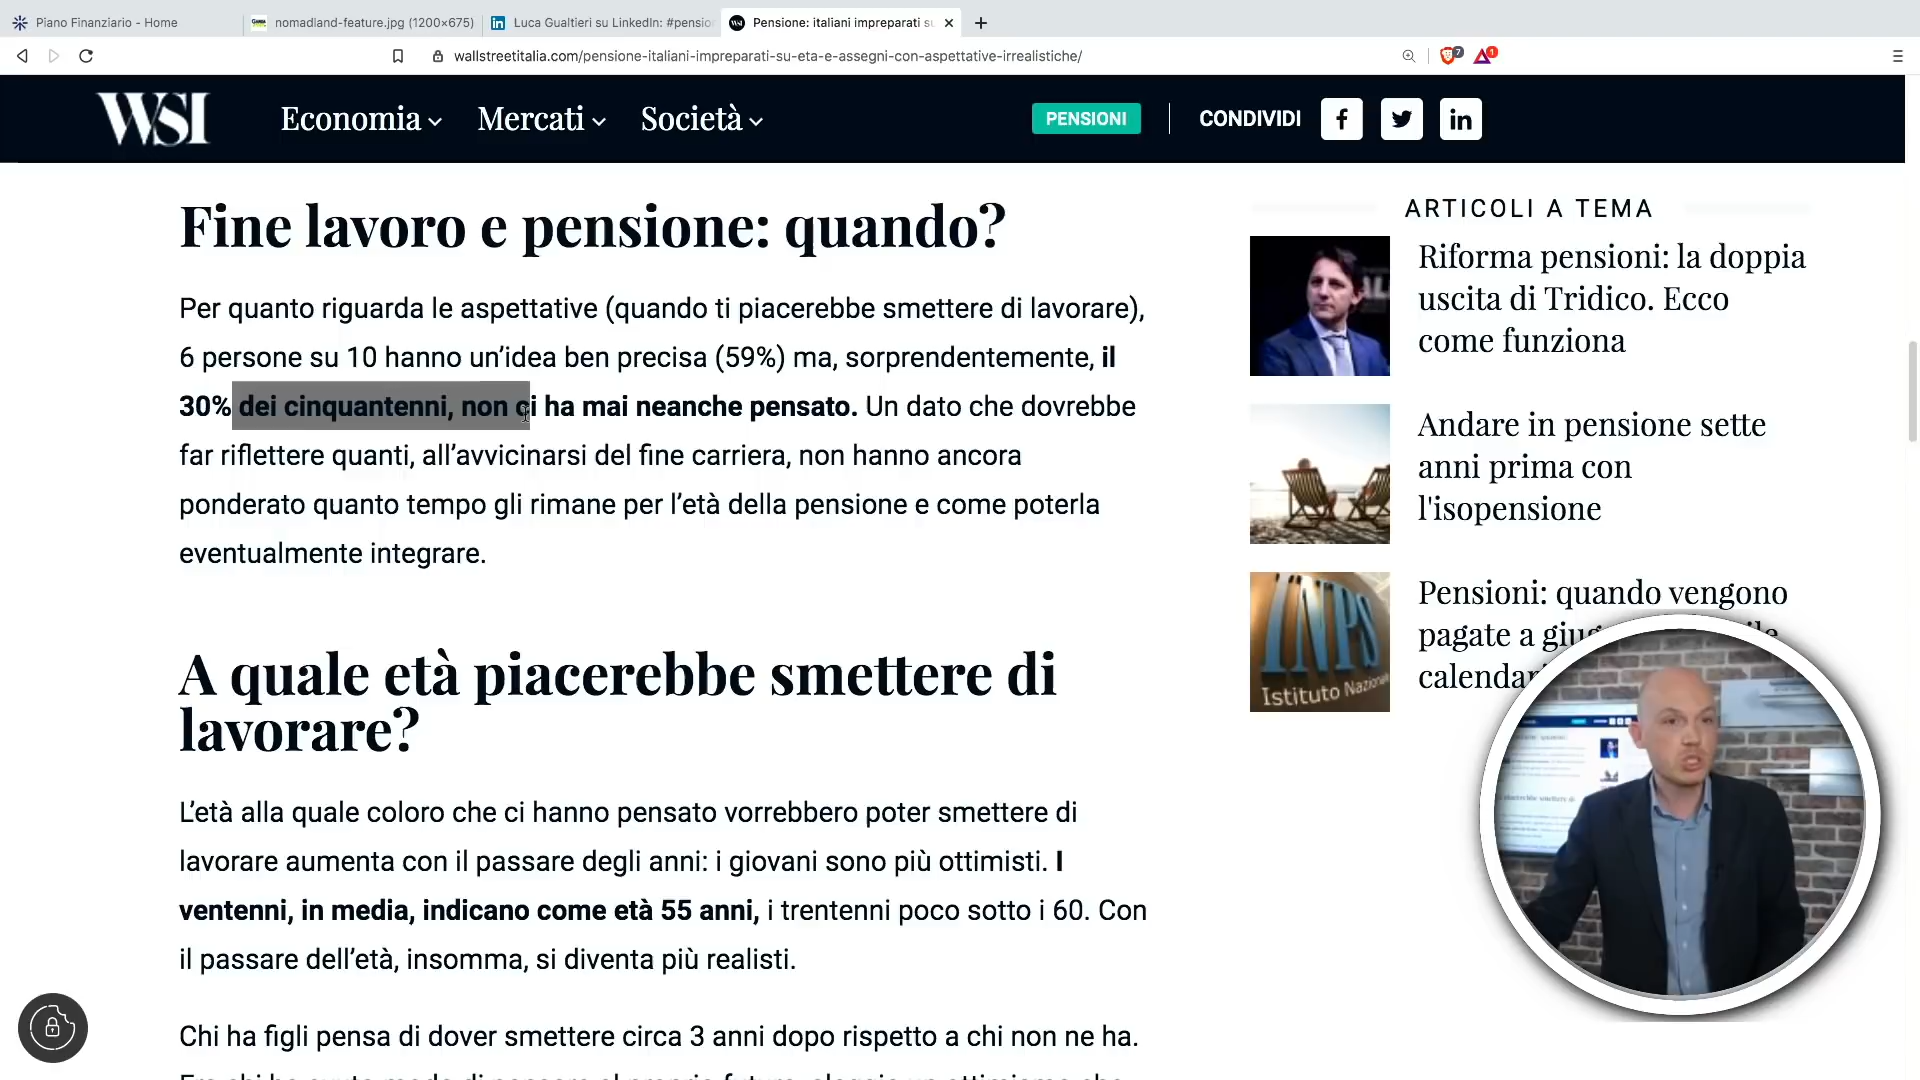 Piano Finanziario - Home
nomadland-feature.jpg (1200×675)
Luca Gualtieri su LinkedIn: #pensio
Pensione: italiani impreparati su
wallstreetitalia.com/pensione-italiani-impreparati-su-eta-e-assegni-con-aspettative-irrealistiche/
7
1
WSI
Economia
Mercati
Società
PENSIONI
CONDIVIDI
Fine lavoro e pensione: quando?
Per quanto riguarda le aspettative (quando ti piacerebbe smettere di lavorare),
6 persone su 10 hanno un’idea ben precisa (59%) ma, sorprendentemente, il
30% dei cinquantenni, non ci ha mai neanche pensato. Un dato che dovrebbe
far riflettere quanti, all’avvicinarsi del fine carriera, non hanno ancora
ponderato quanto tempo gli rimane per l’età della pensione e come poterla
eventualmente integrare.
A quale età piacerebbe smettere di
lavorare?
L’età alla quale coloro che ci hanno pensato vorrebbero poter smettere di
lavorare aumenta con il passare degli anni: i giovani sono più ottimisti. I
ventenni, in media, indicano come età 55 anni, i trentenni poco sotto i 60. Con
il passare dell’età, insomma, si diventa più realisti.
Chi ha figli pensa di dover smettere circa 3 anni dopo rispetto a chi non ne ha.
ARTICOLI A TEMA
Riforma pensioni: la doppia
uscita di Tridico. Ecco
come funziona
Andare in pensione sette
anni prima con
l'isopensione
INPS
Istituto Nazionale
Pensioni: quando vengono
pagate a